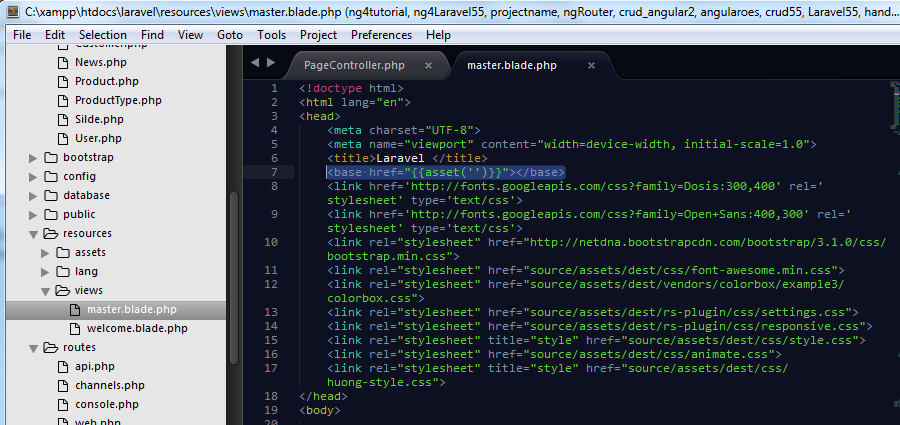 C:\xampp\htdocs\laravel\resources\views\master.blade.php (ng4tutorial, ng4Laravel55, projectname, ngRouter, crud_angular2, angularoes, crud55, Laravel55, hand...
File Edit Selection Find View Goto Tools Project Preferences Help
Customer.php
News.php
Product.php
ProductType.php
Silde.php
User.php
bootstrap
config
database
public
resources
assets
lang
views
master.blade.php
welcome.blade.php
routes
api.php
channels.php
console.php
web.php
PageController.php × master.blade.php ×
1 <!doctype html>
2 <html lang="en">
3 <head>
4 <meta charset="UTF-8">
5 <meta name="viewport" content="width=device-width, initial-scale=1.0">
6 <title>Laravel </title>
7 <base href="{{asset('')}}"></base>
8 <link href='http://fonts.googleapis.com/css?family=Dosis:300,400' rel='
stylesheet' type='text/css'>
9 <link href='http://fonts.googleapis.com/css?family=Open+Sans:400,300' rel='
stylesheet' type='text/css'>
10 <link rel="stylesheet" href="http://netdna.bootstrapcdn.com/bootstrap/3.1.0/css/
bootstrap.min.css">
11 <link rel="stylesheet" href="source/assets/dest/css/font-awesome.min.css">
12 <link rel="stylesheet" href="source/assets/dest/vendors/colorbox/example3/
colorbox.css">
13 <link rel="stylesheet" href="source/assets/dest/rs-plugin/css/settings.css">
14 <link rel="stylesheet" href="source/assets/dest/rs-plugin/css/responsive.css">
15 <link rel="stylesheet" title="style" href="source/assets/dest/css/style.css">
16 <link rel="stylesheet" href="source/assets/dest/css/animate.css">
17 <link rel="stylesheet" title="style" href="source/assets/dest/css/
huong-style.css">
18 </head>
19 <body>
20